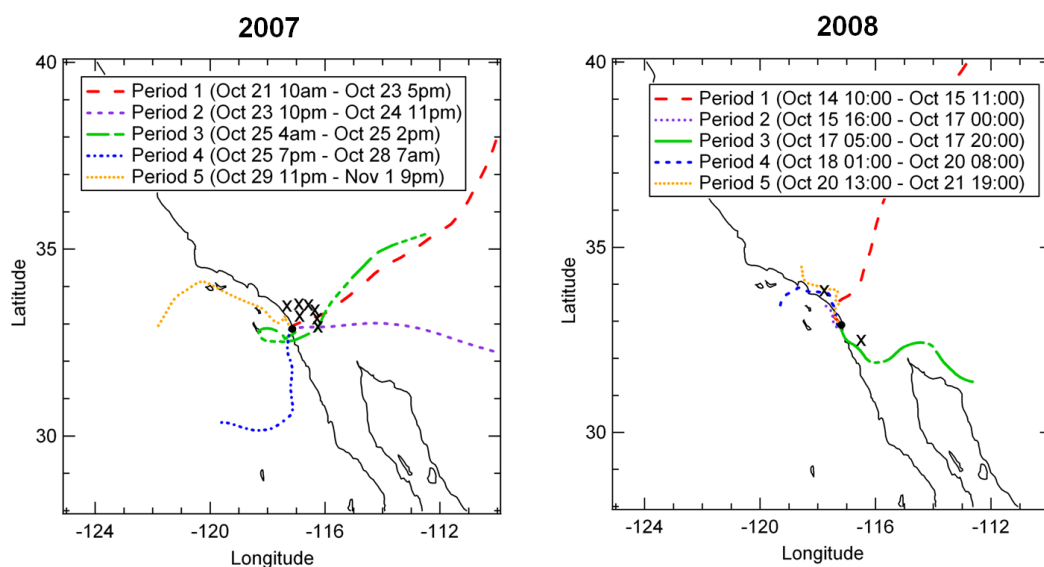 2007
40
35
30
Latitude
Period 1 (Oct 21 10am - Oct 23 5pm)
Period 2 (Oct 23 10pm - Oct 24 11pm)
Period 3 (Oct 25 4am - Oct 25 2pm)
Period 4 (Oct 25 7pm - Oct 28 7am)
Period 5 (Oct 29 11pm - Nov 1 9pm)
X X X X X X X
-124 -120 -116 -112
Longitude
2008
40
35
30
Latitude
Period 1 (Oct 14 10:00 - Oct 15 11:00)
Period 2 (Oct 15 16:00 - Oct 17 00:00)
Period 3 (Oct 17 05:00 - Oct 17 20:00)
Period 4 (Oct 18 01:00 - Oct 20 08:00)
Period 5 (Oct 20 13:00 - Oct 21 19:00)
X
X
-124 -120 -116 -112
Longitude